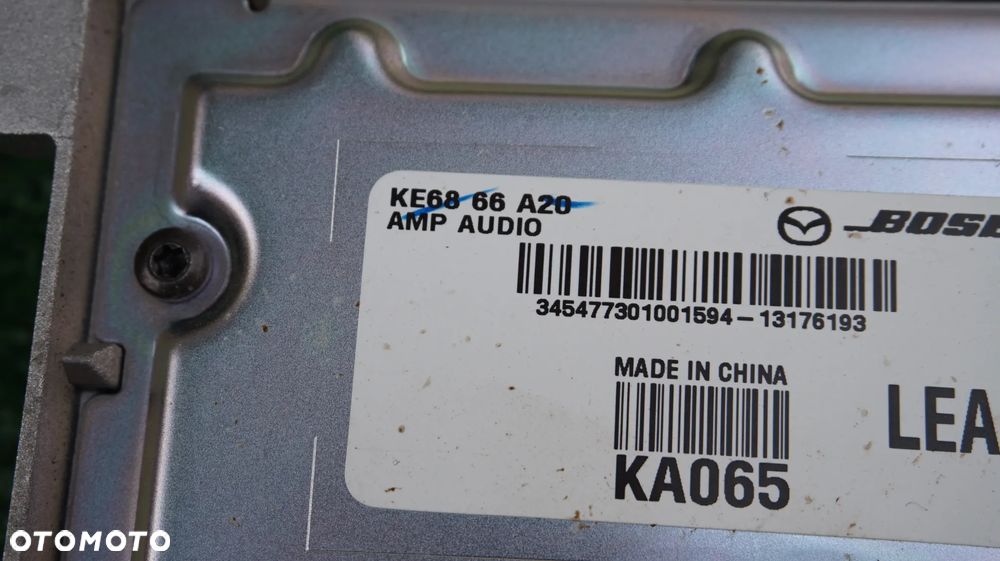 KE68 66 A20
AMP AUDIO
BOSE
345477301001594-13176193
MADE IN CHINA
KA065
LEA
OTOMOTO